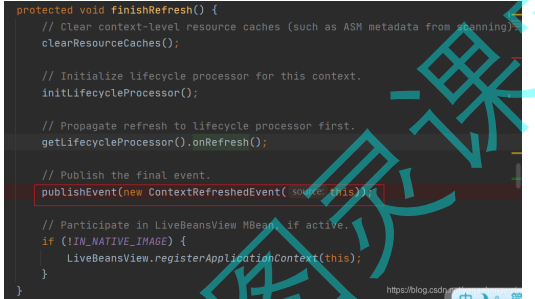 protected void finishRefresh() {
// Clear context-level resource caches (such as ASM metadata from scanning).
clearResourceCaches();
// Initialize lifecycle processor for this context.
initLifecycleProcessor();
// Propagate refresh to lifecycle processor first.
getLifecycleProcessor().onRefresh();
// Publish the final event.
publishEvent(new ContextRefreshedEvent( source: this));
// Participate in LiveBeansView MBean, if active.
if (!IN_NATIVE_IMAGE) {
LiveBeansView.registerApplicationContext(this);
}
}
图灵课
https://blog.csdn.net
中